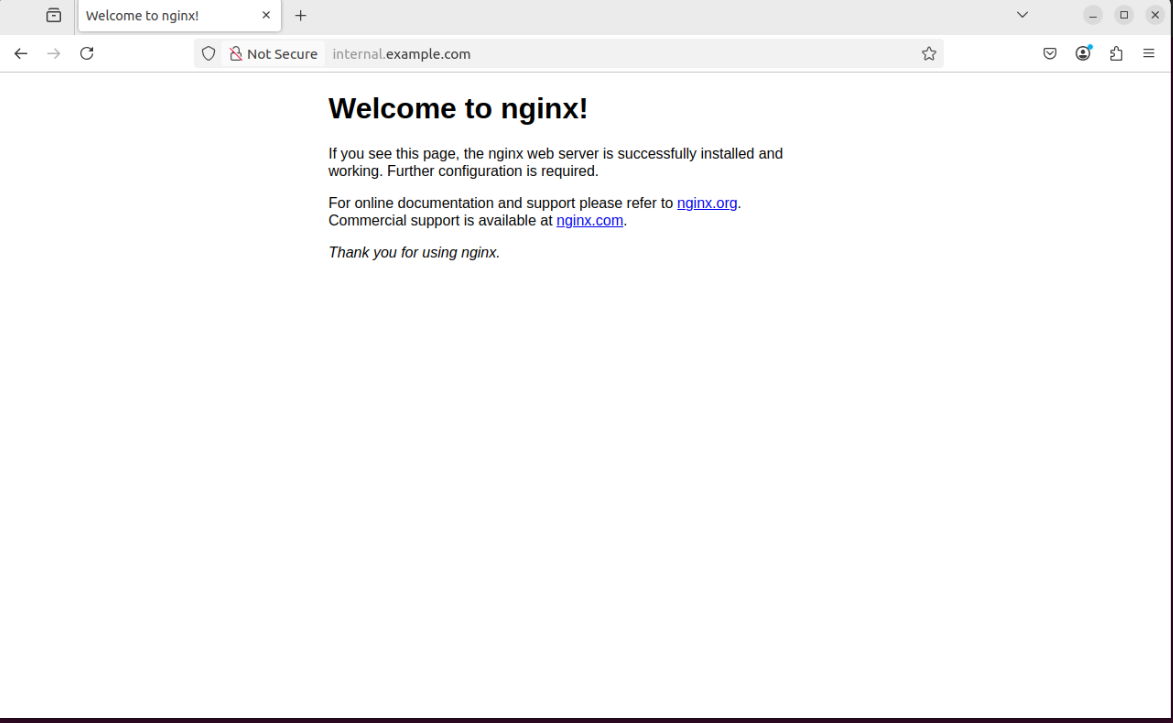 Welcome to nginx!
Not Secure internal.example.com
Welcome to nginx!
If you see this page, the nginx web server is successfully installed and
working. Further configuration is required.
For online documentation and support please refer to nginx.org.
Commercial support is available at nginx.com.
Thank you for using nginx.